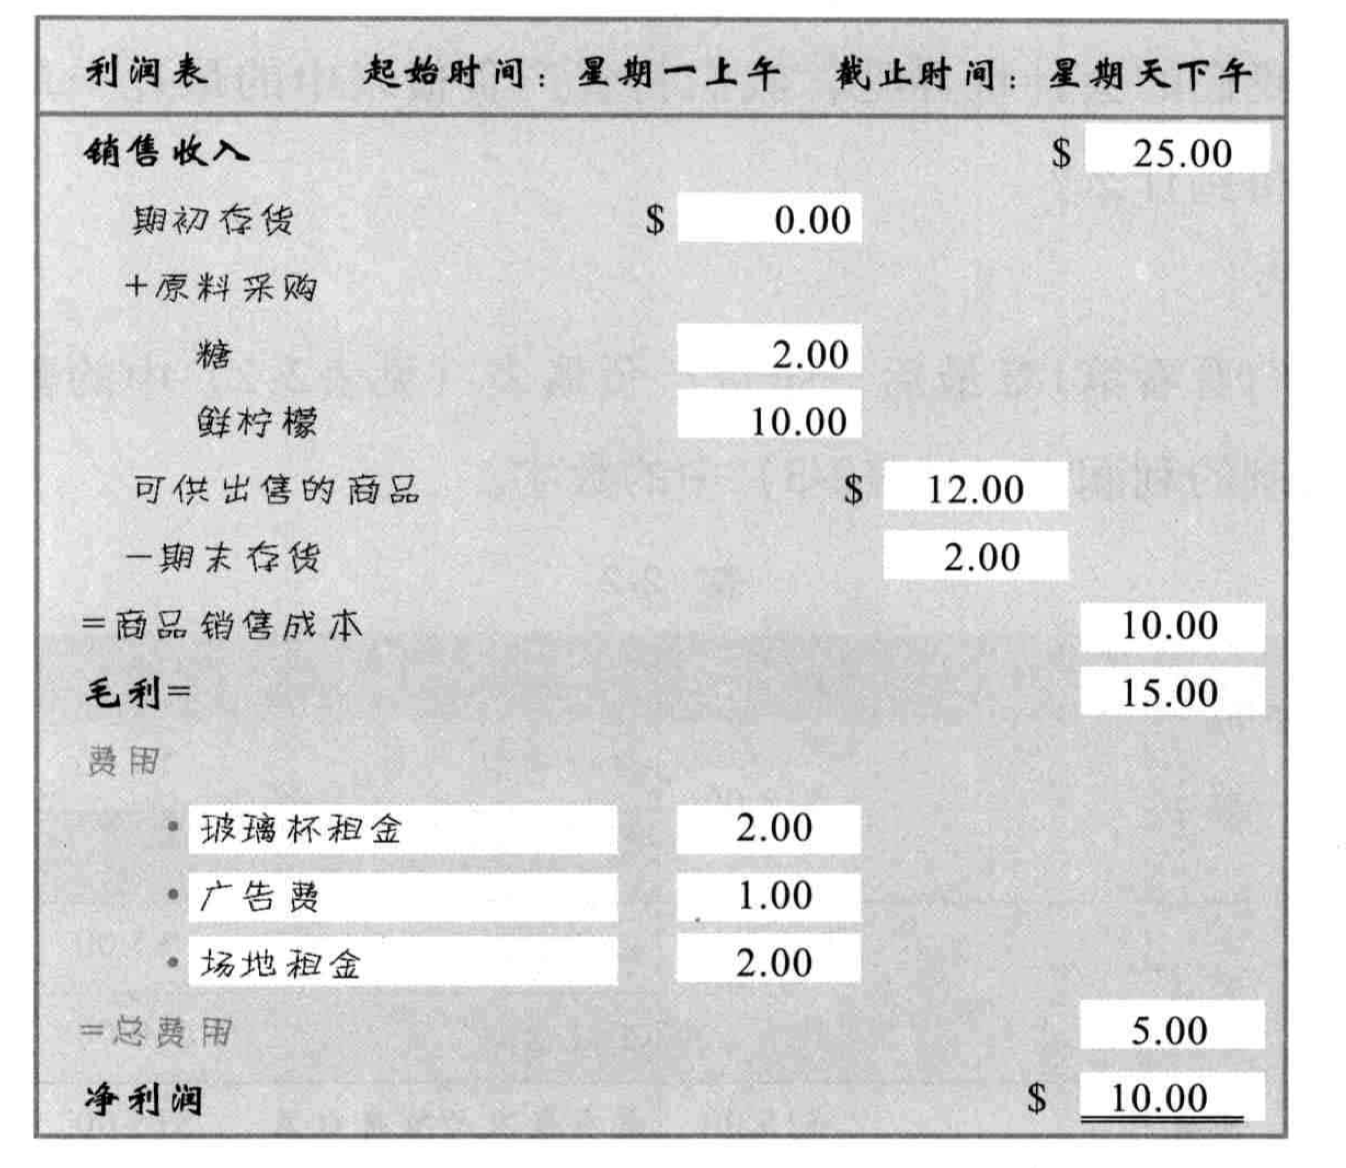 利润表 起始时间：星期一上午 截止时间：星期天下午
销售收入 $ 25.00
期初存货 $ 0.00
+原料采购
糖 2.00
鲜柠檬 10.00
可供出售的商品 $ 12.00
－期末存货 2.00
=商品销售成本 10.00
毛利= 15.00
费用
• 玻璃杯租金 2.00
• 广告费 1.00
• 场地租金 2.00
=总费用 5.00
净利润 $ 10.00